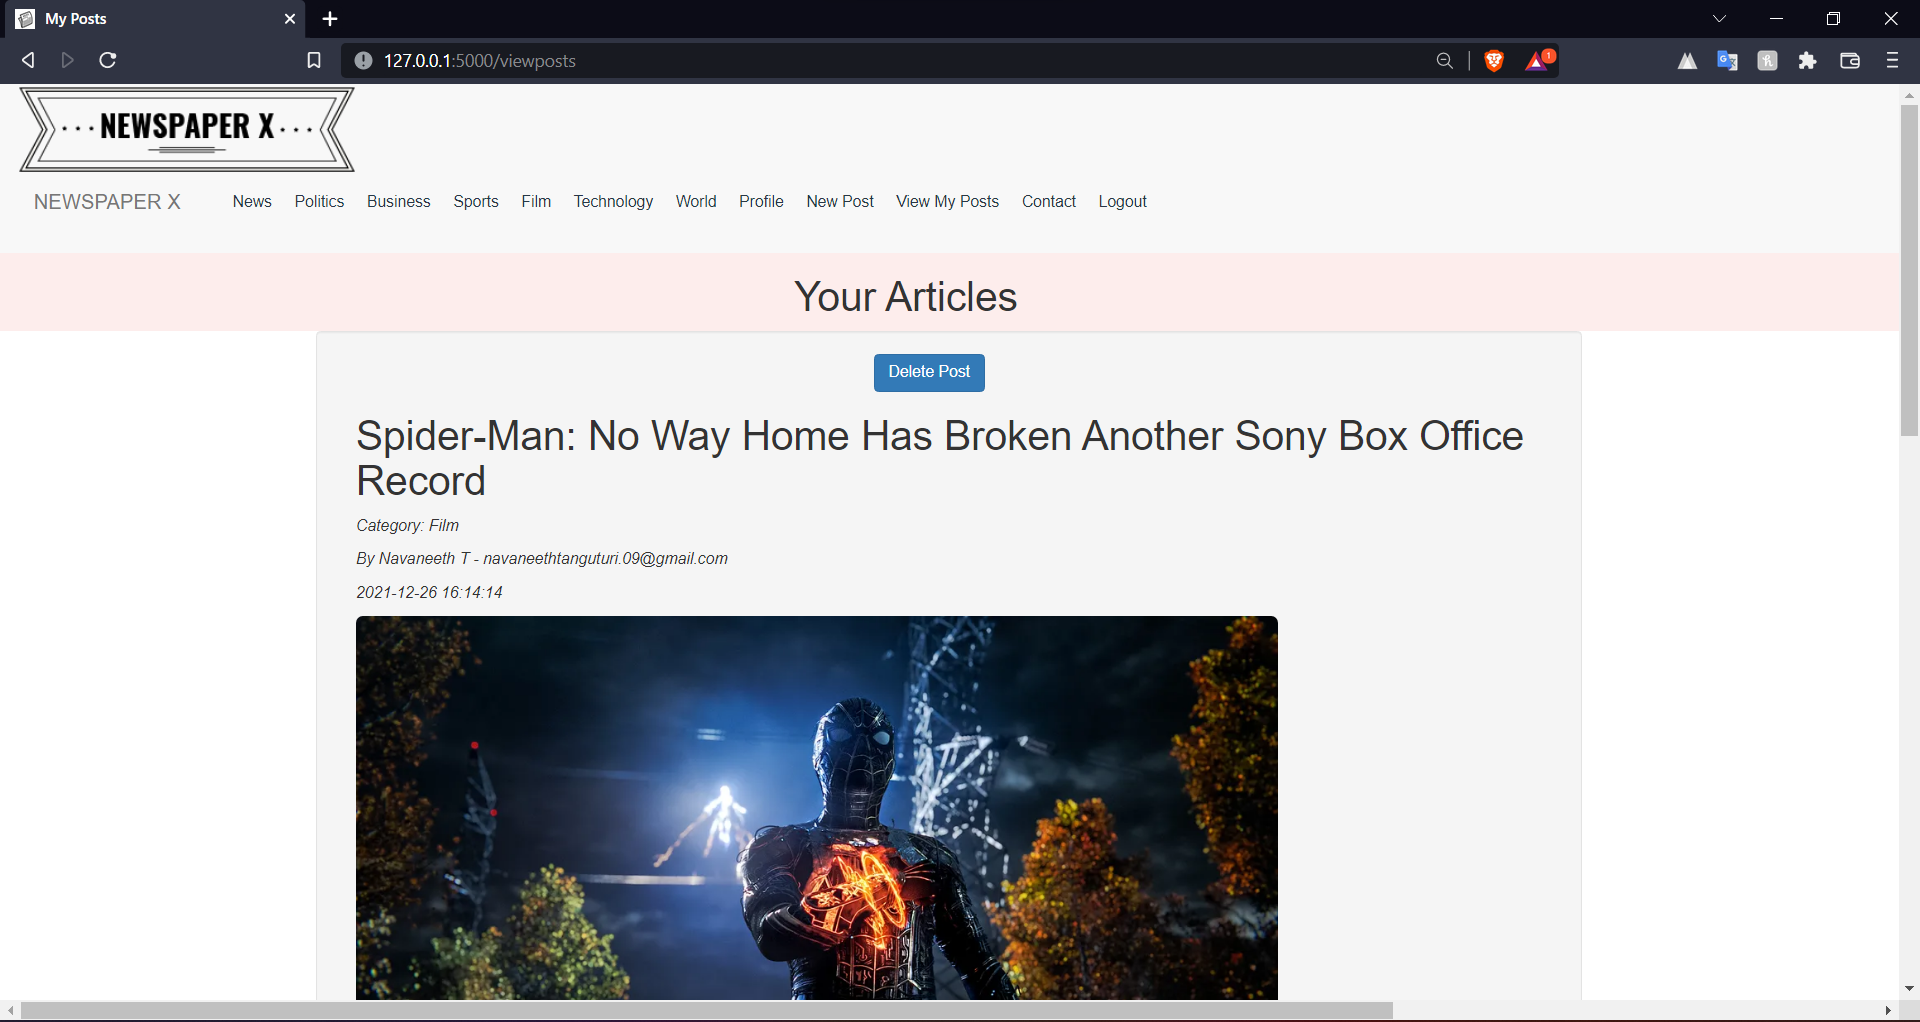 My Posts
127.0.0.1:5000/viewposts
1
NEWSPAPER X
NEWSPAPER X News Politics Business Sports Film Technology World Profile New Post View My Posts Contact Logout
Your Articles
Delete Post
Spider-Man: No Way Home Has Broken Another Sony Box Office
Record
Category: Film
By Navaneeth T - navaneethtanguturi.09@gmail.com
2021-12-26 16:14:14